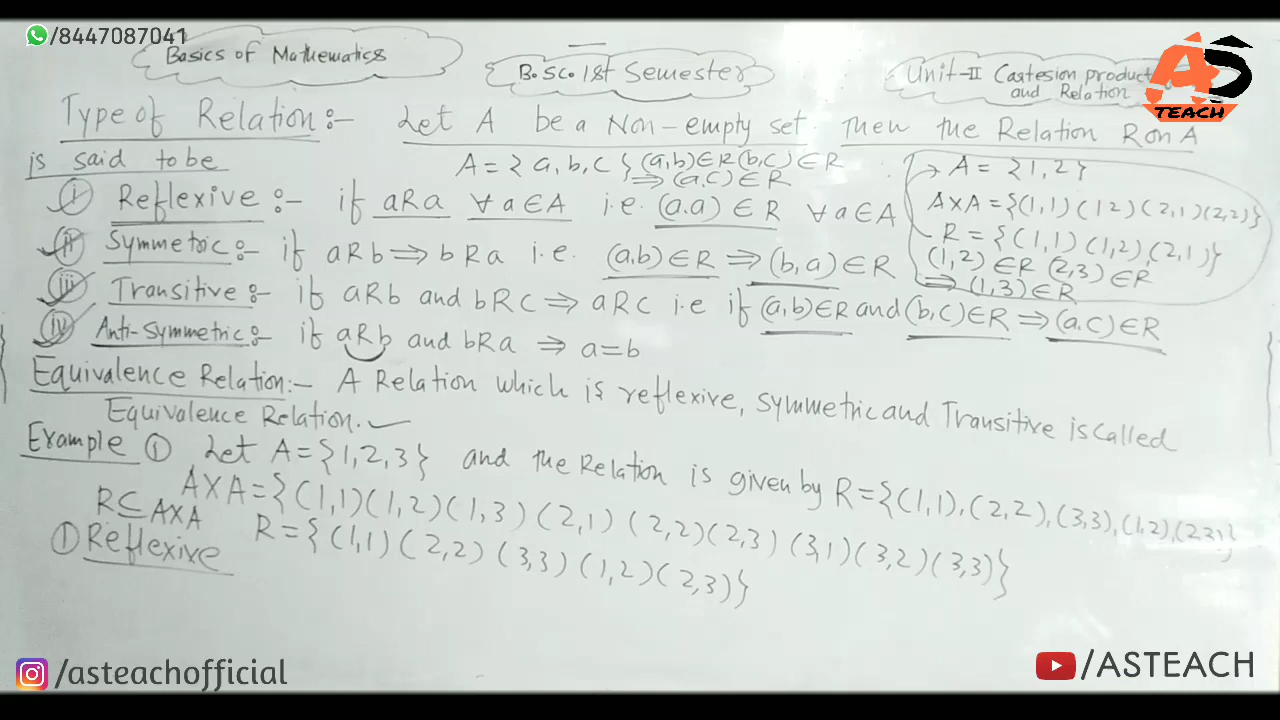 /8447087041
Basics of Mathematics
B.Sc. 1st Semester
Unit-II Cartesion product
and Relation
AS
TEACH
Type of Relation :- Let A be a Non-empty set. Then the Relation R on A
is said to be
A = {a, b, c} (a,b)∈R (b,c)∈R
⇒ (a,c)∈R
(i) Reflexive :- if aRa ∀ a∈A i.e. (a.a) ∈ R ∀ a∈A
(ii) Symmetric :- if aRb ⇒ bRa i.e. (a,b)∈R ⇒ (b,a)∈R
(iii) Transitive :- if aRb and bRc ⇒ aRc i.e if (a,b)∈R and (b,c)∈R ⇒ (a,c)∈R
(iv) Anti-Symmetric :- if aRb and bRa ⇒ a=b
A = {1,2}
A×A = {(1,1) (1 2) (2,1) (2,2)}
R = {(1,1) (1,2) (2,1)}
(1,2) ∈R (2,3) ∈R
⇒ (1,3)∈R
Equivalence Relation:- A Relation which is reflexive, symmetric and Transitive is called
Equivalence Relation.
Example ① Let A = {1,2,3} and the Relation is given by R = {(1,1), (2,2), (3,3), (1,2) (2,3)}
A×A = {(1,1) (1,2) (1,3) (2,1) (2,2) (2,3) (3,1) (3,2) (3,3)}
R⊆A×A
R = {(1,1) (2,2) (3,3) (1,2) (2,3)}
① Reflexive
/asteachofficial
/ASTEACH